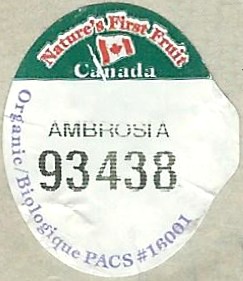 Nature's First Fruit
Canada
AMBROSIA
93438
Organic/Biologique PACS #16001